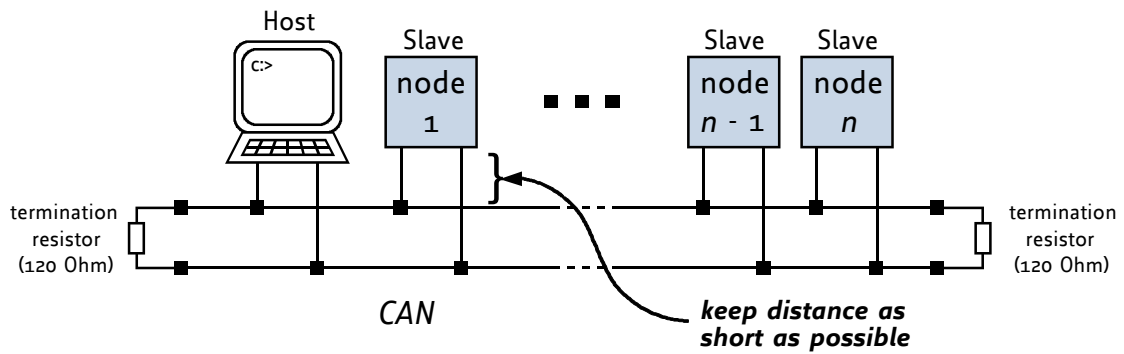 Host
c:>
Slave
node
1
Slave
node
n - 1
Slave
node
n
termination
resistor
(120 Ohm)
termination
resistor
(120 Ohm)
CAN
keep distance as
short as possible